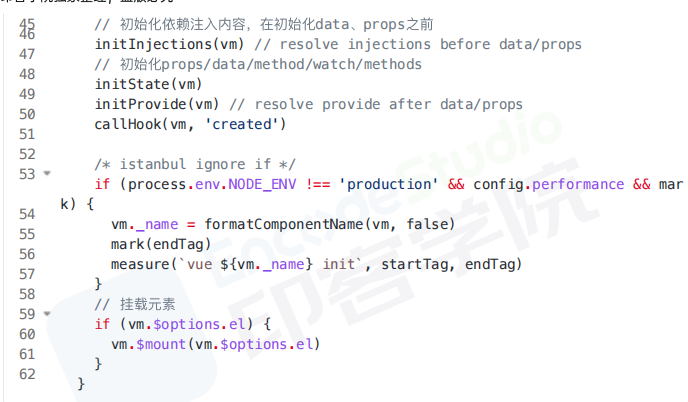 45 // 初始化依赖注入内容，在初始化data、props之前
46 initInjections(vm) // resolve injections before data/props
47 // 初始化props/data/method/watch/methods
48 initState(vm)
49 initProvide(vm) // resolve provide after data/props
50 callHook(vm, 'created')
51
52 /* istanbul ignore if */
53 if (process.env.NODE_ENV !== 'production' && config.performance && mar
k) {
54 vm._name = formatComponentName(vm, false)
55 mark(endTag)
56 measure(`vue ${vm._name} init`, startTag, endTag)
57 }
58 // 挂载元素
59 if (vm.$options.el) {
60 vm.$mount(vm.$options.el)
61 }
62 }
EncodeStudio
印客学院